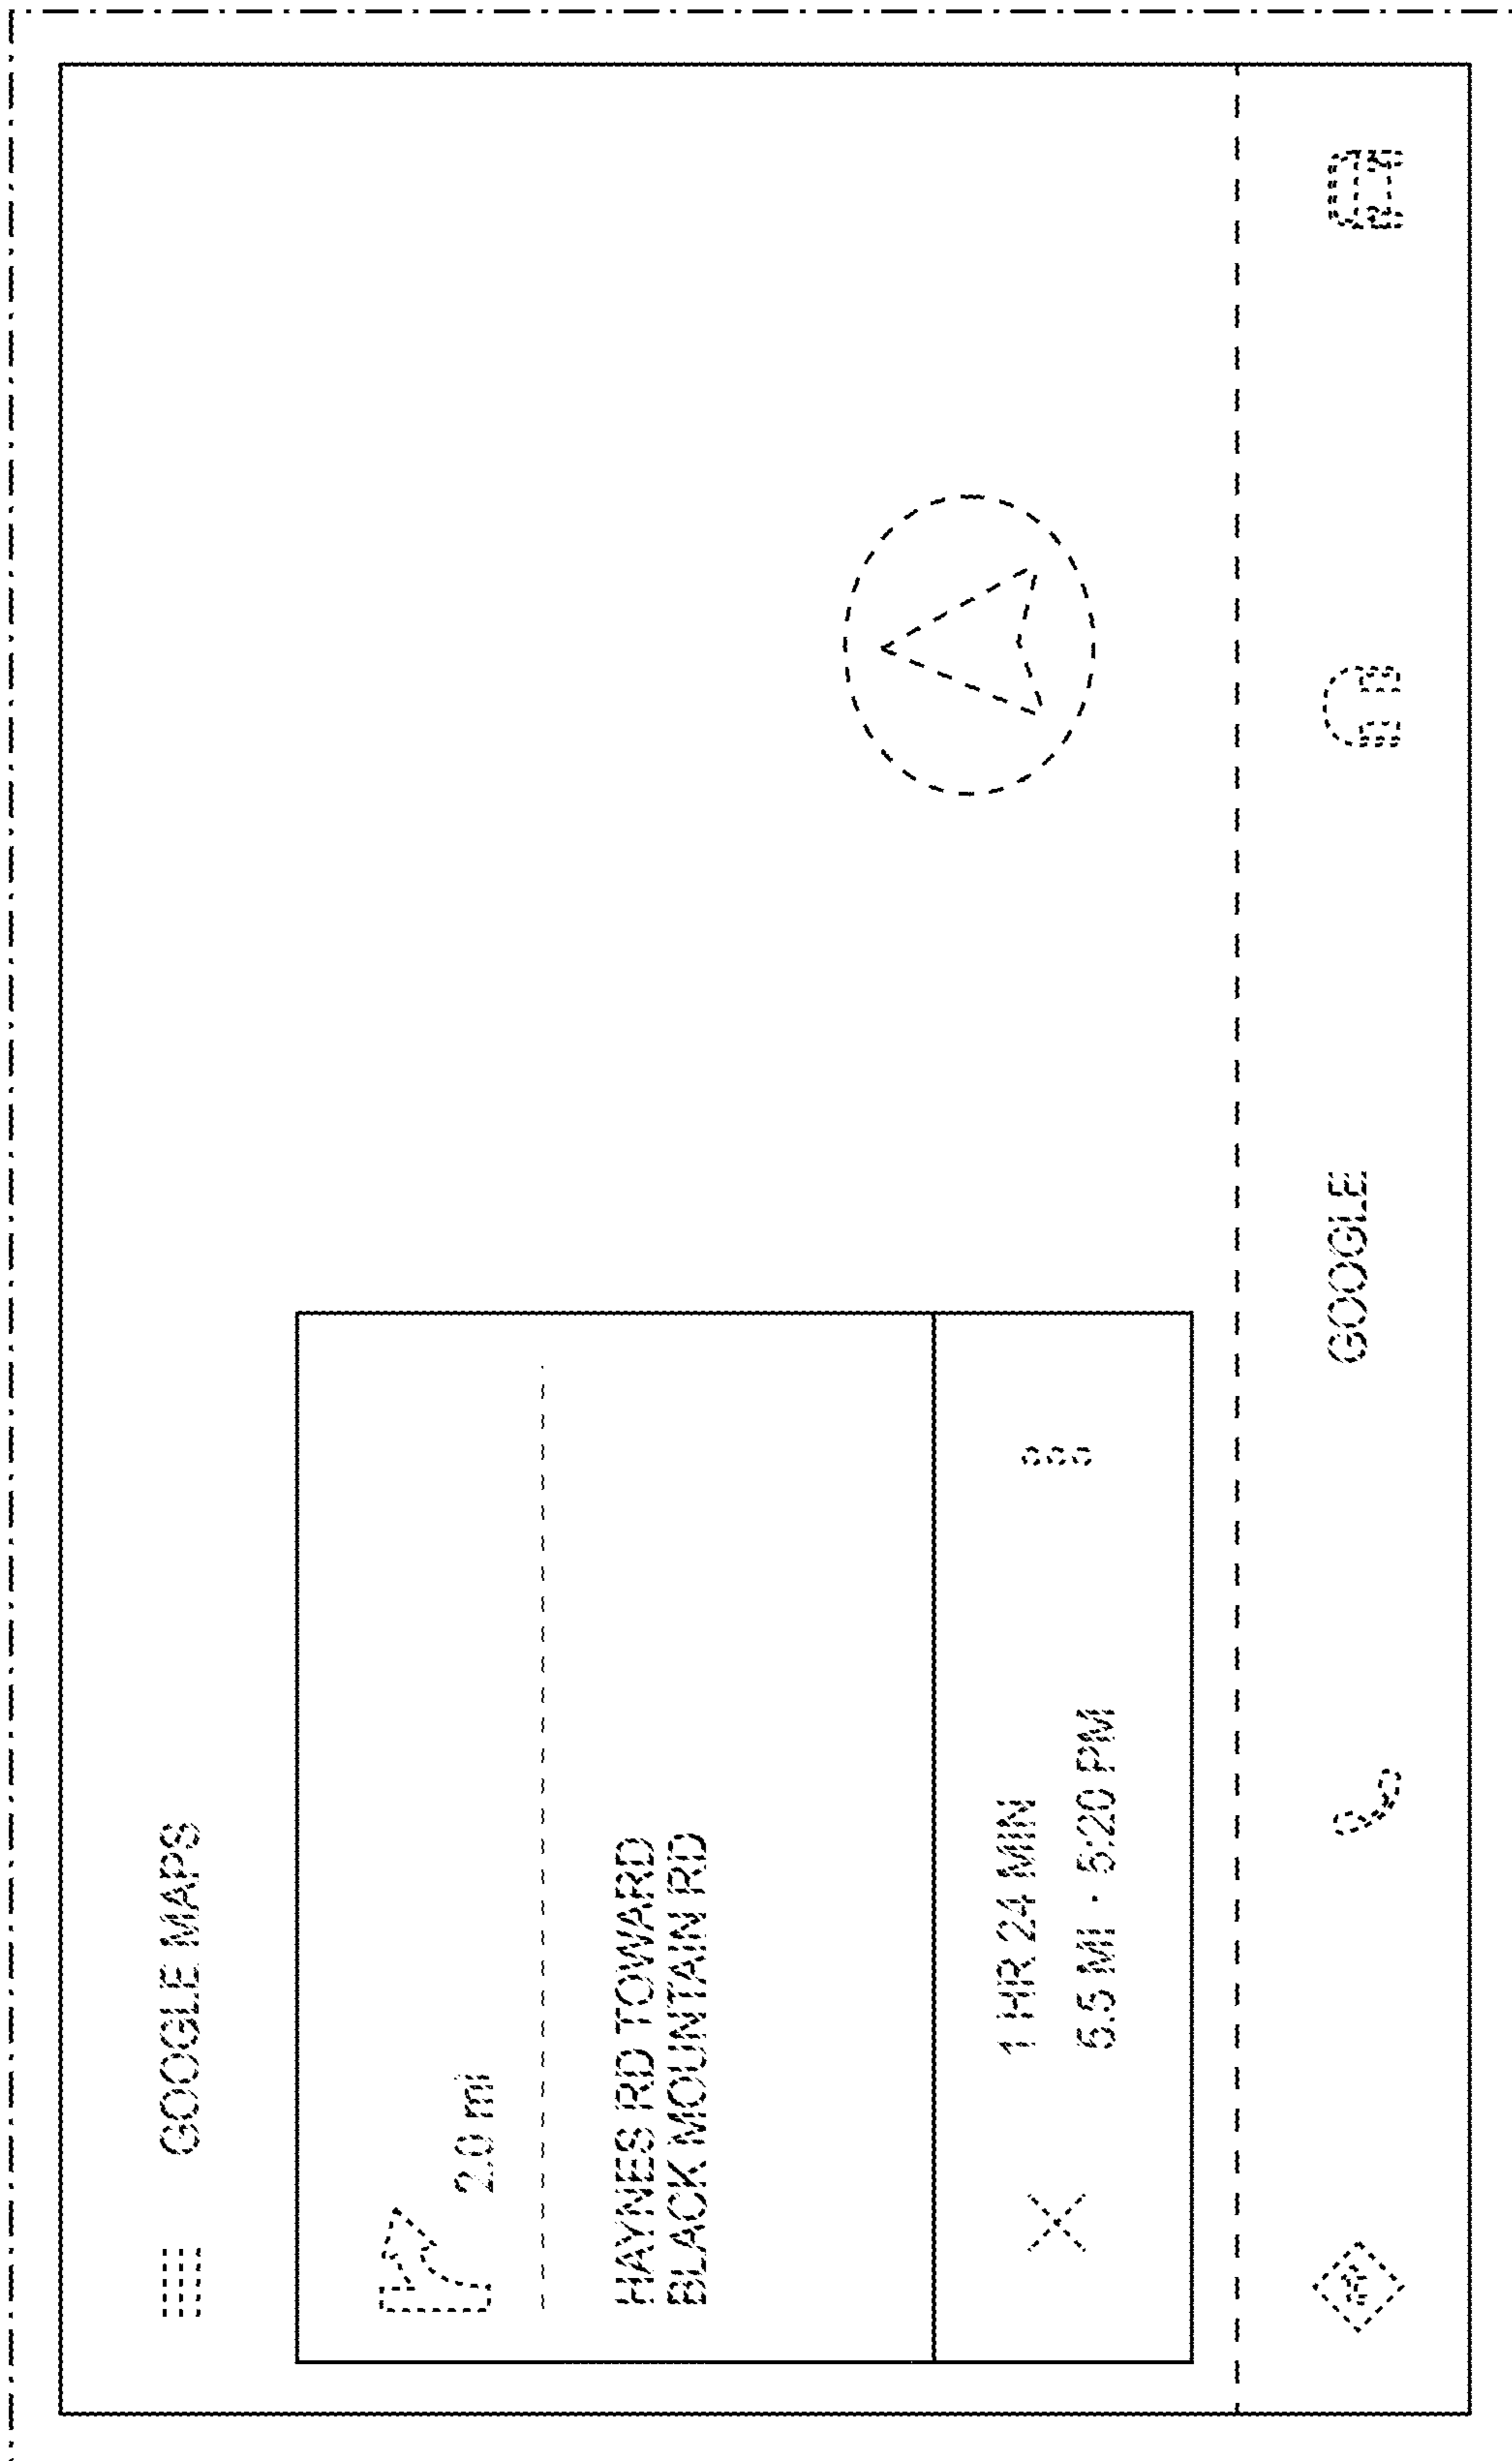 GOOGLE MAPS
2.0 mi
HAYNES RD TOWARD
BLACK MOUNTAIN RD
1 HR 24 MIN
5.5 MI · 5:20 PM
GOOGLE